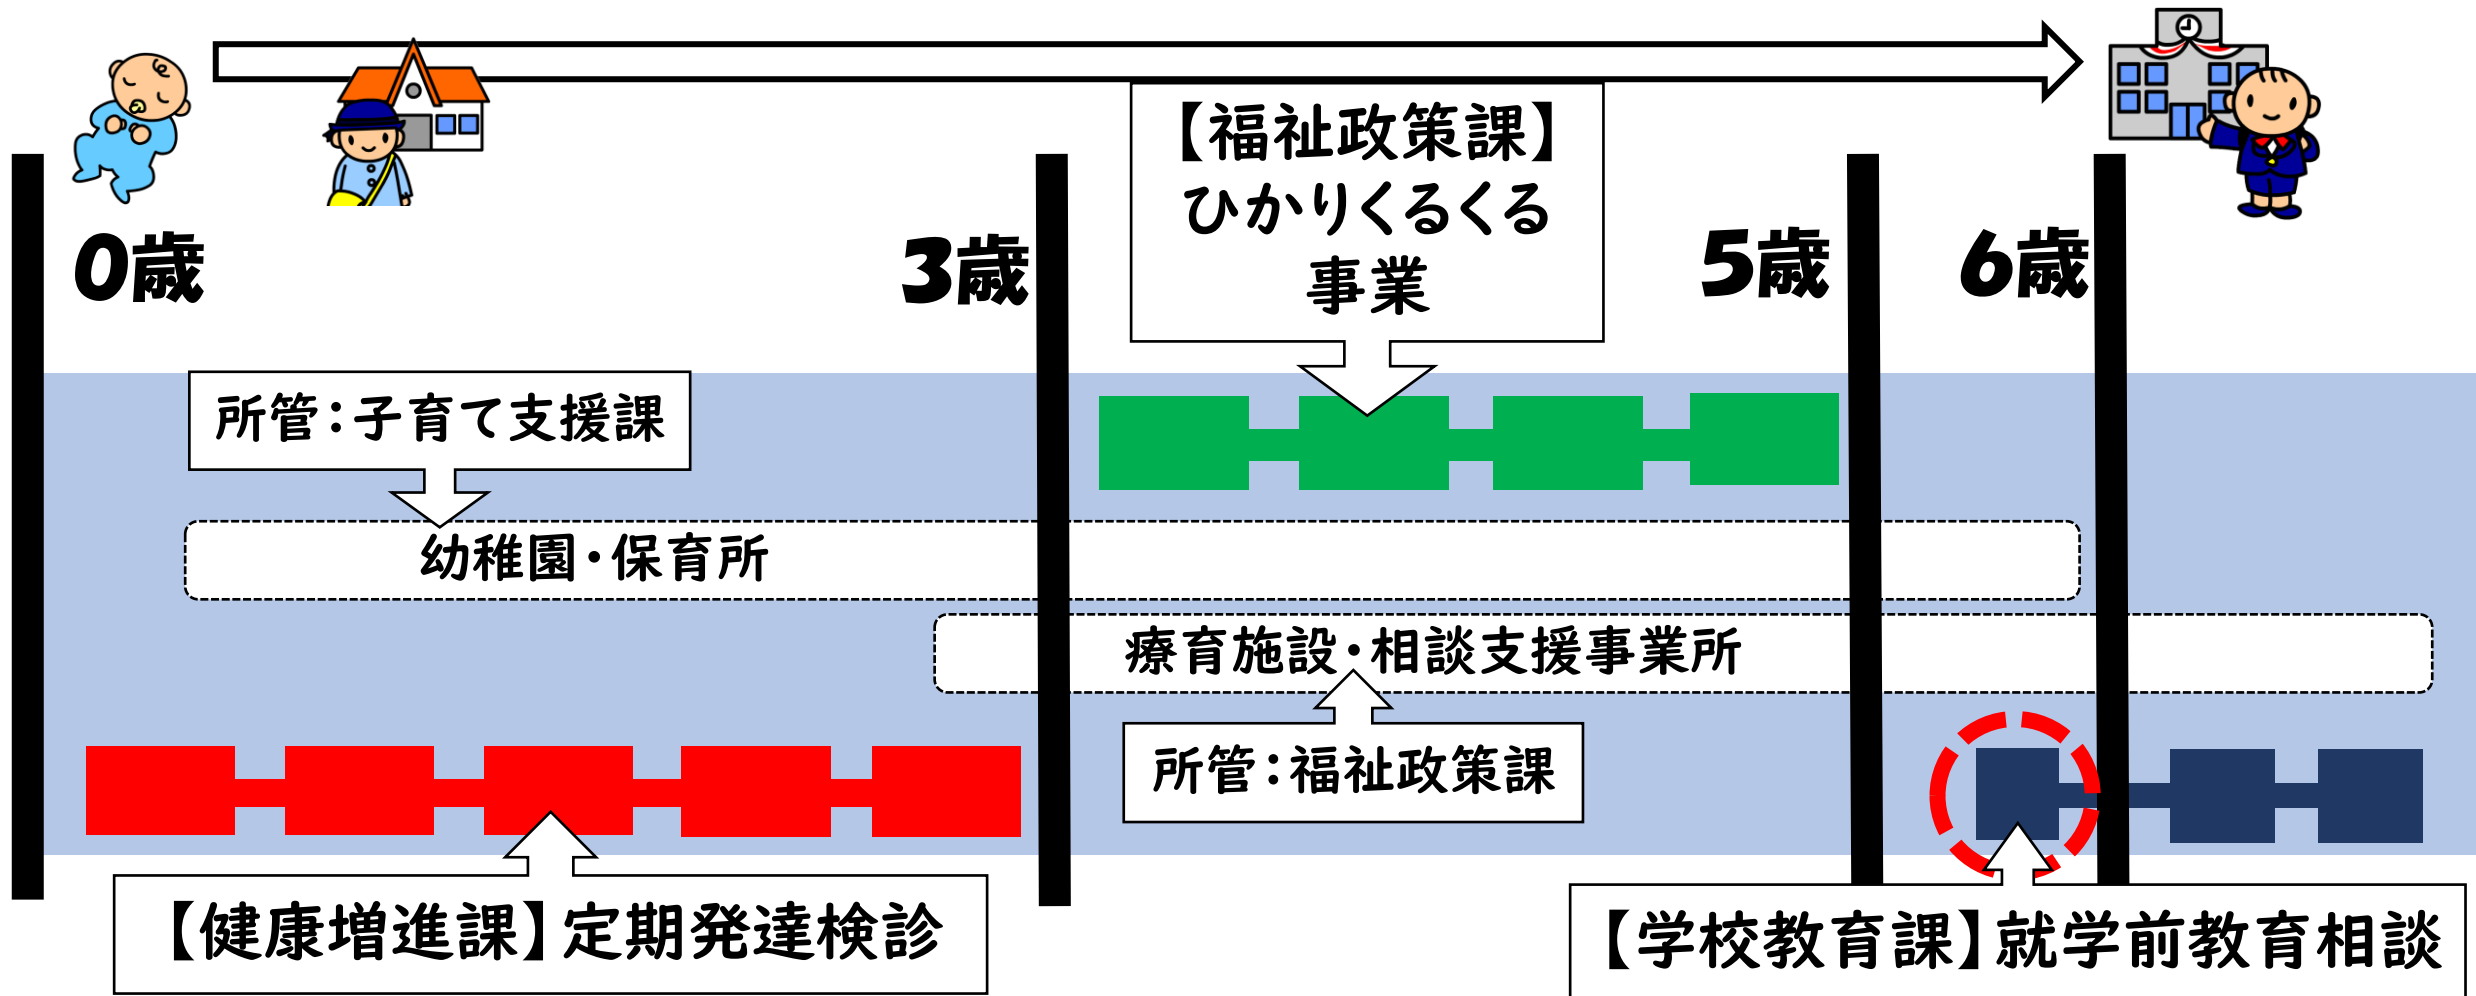 【福祉政策課】
ひかりくるくる
事業
0歳
3歳
5歳
6歳
所管:子育て支援課
幼稚園・保育所
療育施設・相談支援事業所
所管:福祉政策課
【健康増進課】定期発達検診
【学校教育課】就学前教育相談